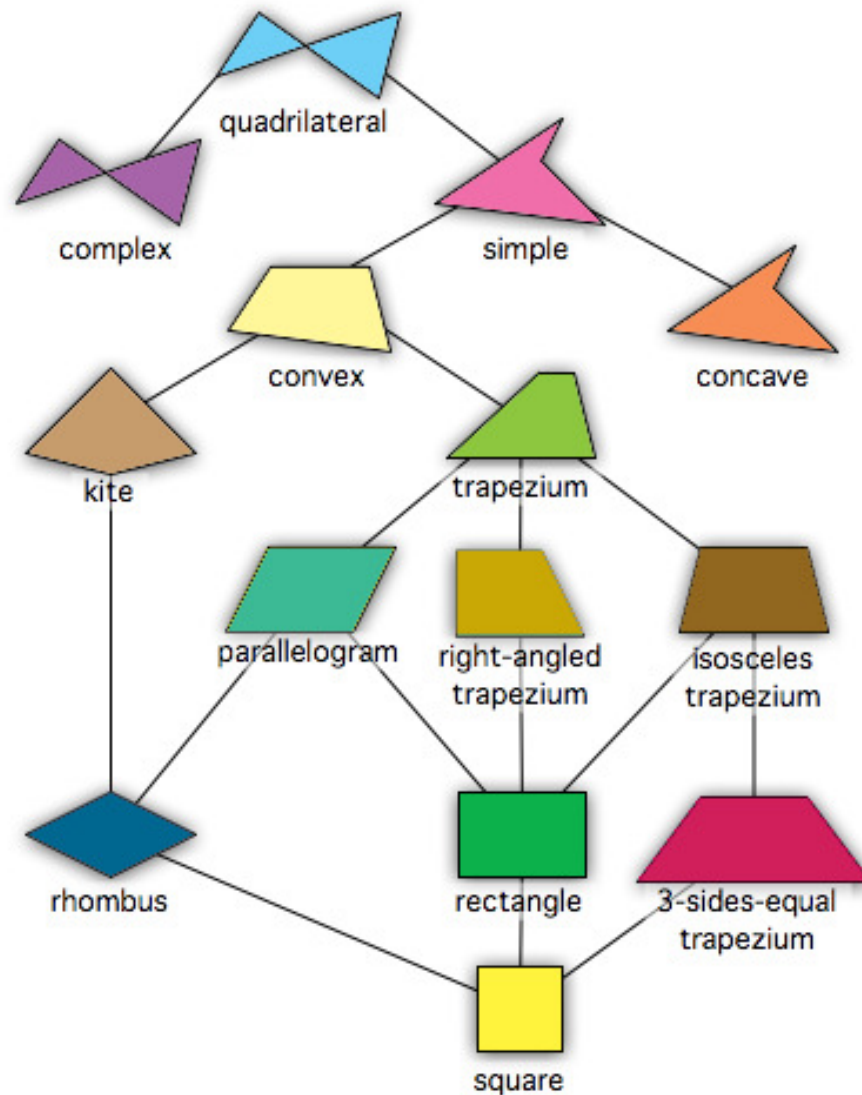 quadrilateral
complex
simple
convex
concave
kite
trapezium
parallelogram
right-angled
trapezium
isosceles
trapezium
rhombus
rectangle
3-sides-equal
trapezium
square